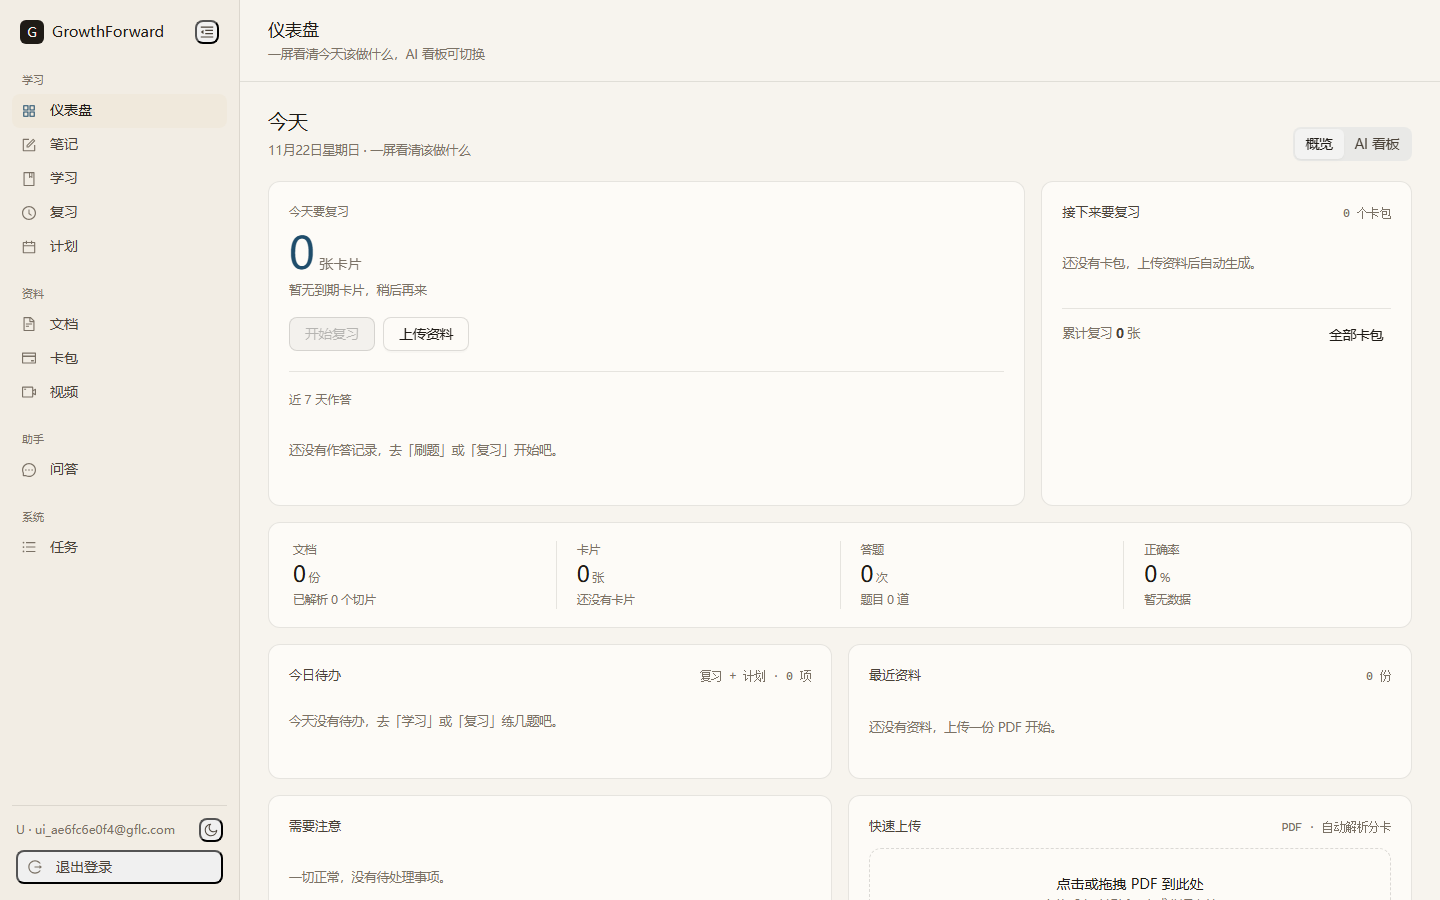 G GrowthForward
学习
仪表盘
笔记
学习
复习
计划
资料
文档
卡包
视频
助手
问答
系统
任务
U · ui_ae6fc6e0f4@gflc.com
退出登录
仪表盘
一屏看清今天该做什么，AI 看板可切换
今天
11月22日星期日 · 一屏看清该做什么
概览 AI 看板
今天要复习
0 张卡片
暂无到期卡片，稍后再来
开始复习 上传资料
近 7 天作答
还没有作答记录，去「刷题」或「复习」开始吧。
接下来要复习 0 个卡包
还没有卡包，上传资料后自动生成。
累计复习 0 张 全部卡包
文档
0 份
已解析 0 个切片
卡片
0 张
还没有卡片
答题
0 次
题目 0 道
正确率
0 %
暂无数据
今日待办 复习 + 计划 · 0 项
今天没有待办，去「学习」或「复习」练几题吧。
最近资料 0 份
还没有资料，上传一份 PDF 开始。
需要注意
一切正常，没有待处理事项。
快速上传 PDF · 自动解析分卡
点击或拖拽 PDF 到此处